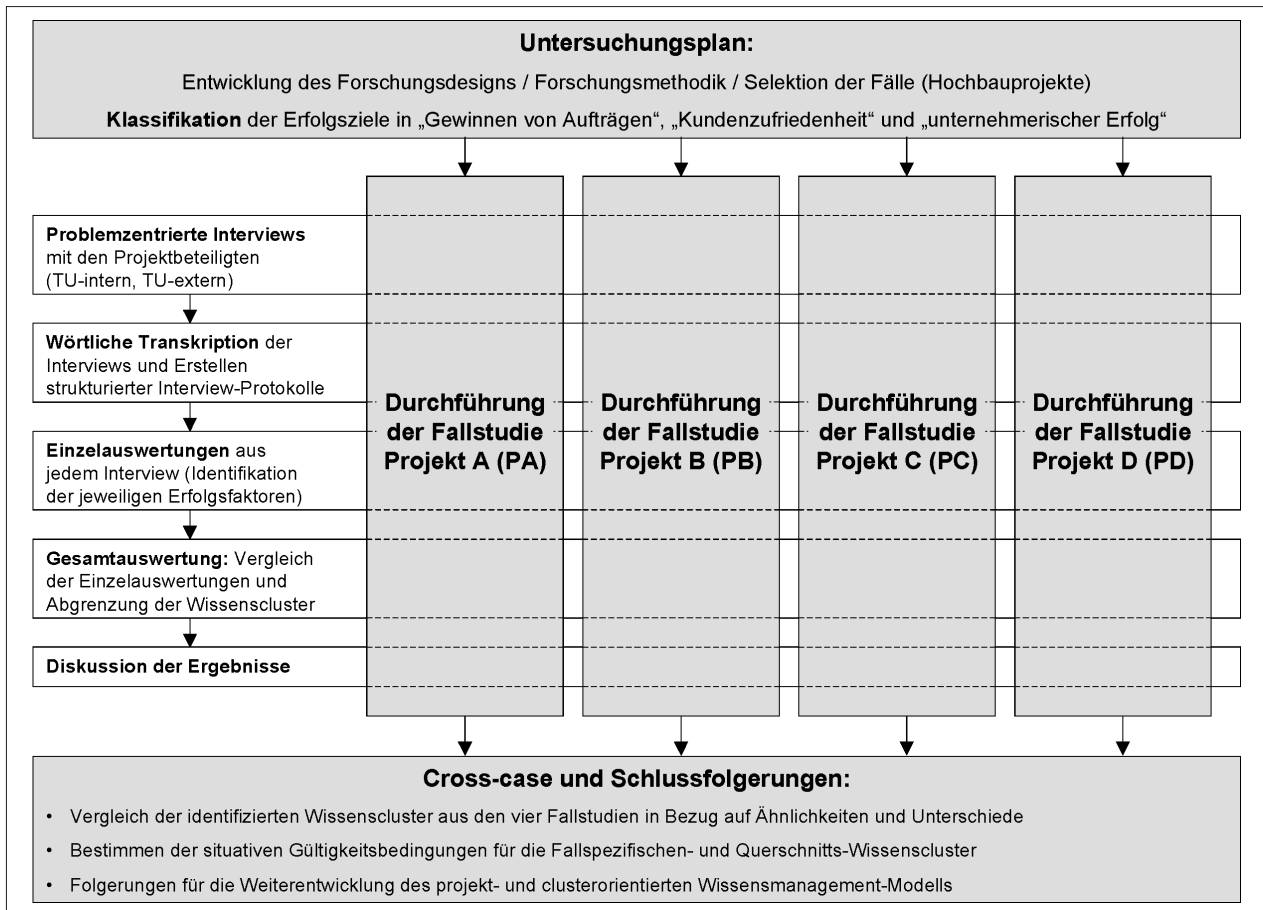 Untersuchungsplan:
Entwicklung des Forschungsdesigns / Forschungsmethodik / Selektion der Fälle (Hochbauprojekte)
Klassifikation der Erfolgsziele in „Gewinnen von Aufträgen“, „Kundenzufriedenheit“ und „unternehmerischer Erfolg“
Problemzentrierte Interviews
mit den Projektbeteiligten
(TU-intern, TU-extern)
Wörtliche Transkription der
Interviews und Erstellen
strukturierter Interview-Protokolle
Einzelauswertungen aus
jedem Interview (Identifikation
der jeweiligen Erfolgsfaktoren)
Gesamtauswertung: Vergleich
der Einzelauswertungen und
Abgrenzung der Wissenscluster
Diskussion der Ergebnisse
Durchführung
der Fallstudie
Projekt A (PA)
Durchführung
der Fallstudie
Projekt B (PB)
Durchführung
der Fallstudie
Projekt C (PC)
Durchführung
der Fallstudie
Projekt D (PD)
Cross-case und Schlussfolgerungen:
• Vergleich der identifizierten Wissenscluster aus den vier Fallstudien in Bezug auf Ähnlichkeiten und Unterschiede
• Bestimmen der situativen Gültigkeitsbedingungen für die Fallspezifischen- und Querschnitts-Wissenscluster
• Folgerungen für die Weiterentwicklung des projekt- und clusterorientierten Wissensmanagement-Modells